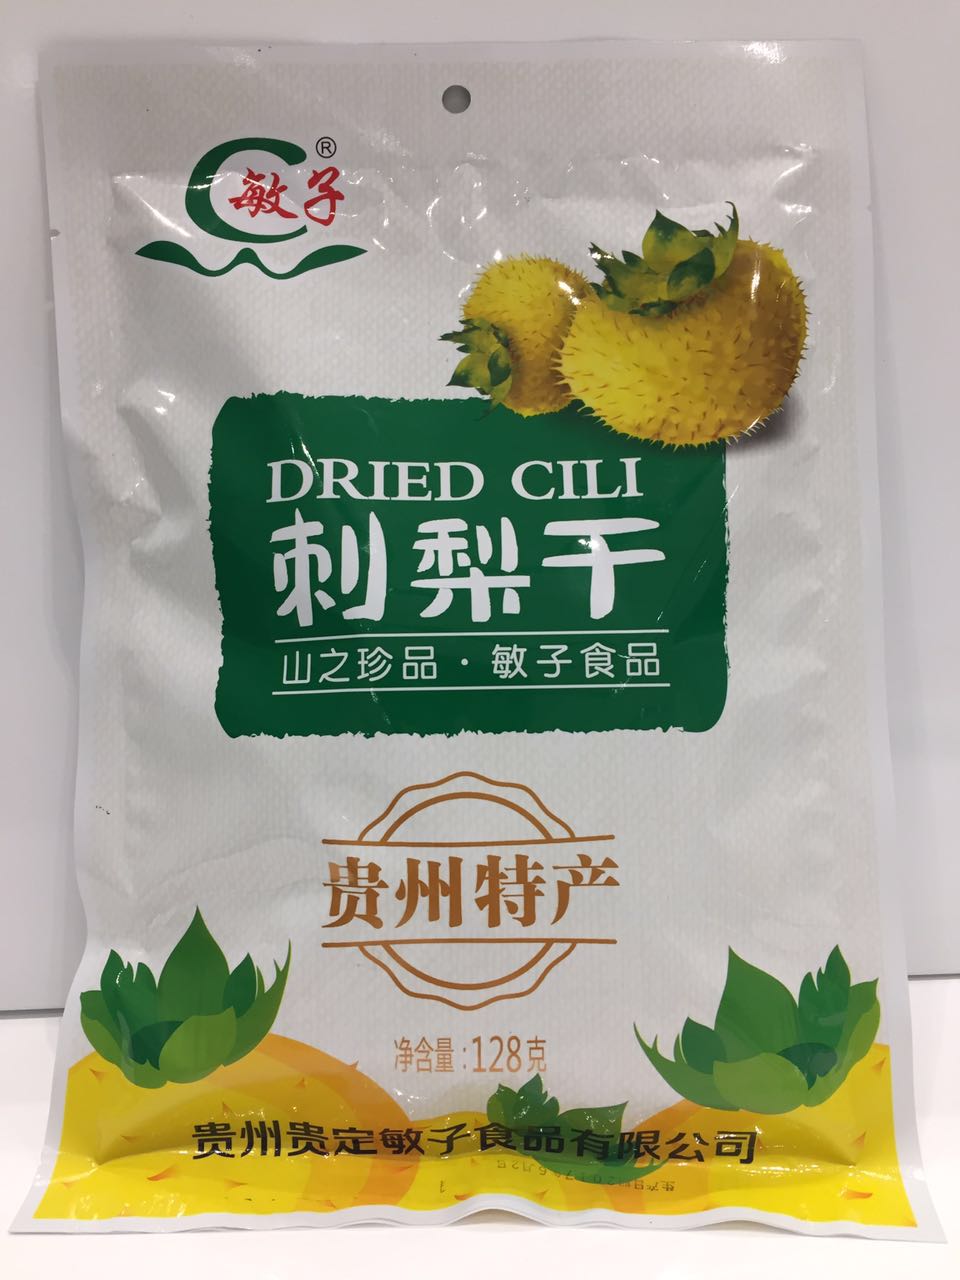 敏子®
DRIED CILI
刺梨干
山之珍品·敏子食品
贵州特产
净含量:128克
贵州贵定敏子食品有限公司